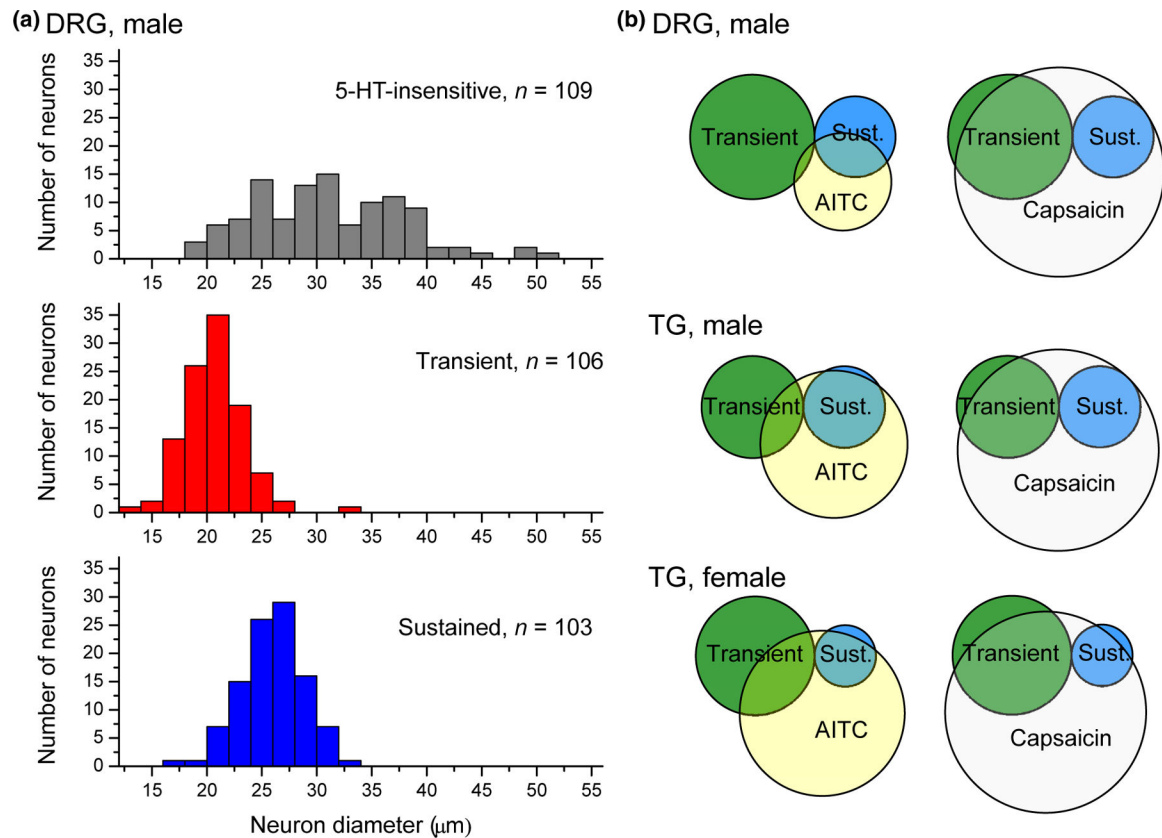 (a) DRG, male
Number of neurons
35
30
25
20
15
10
5
0
5-HT-insensitive, n = 109
15 20 25 30 35 40 45 50 55
Number of neurons
35
30
25
20
15
10
5
0
Transient, n = 106
15 20 25 30 35 40 45 50 55
Number of neurons
35
30
25
20
15
10
5
0
Sustained, n = 103
15 20 25 30 35 40 45 50 55
Neuron diameter (μm)
(b) DRG, male
Transient Sust. AITC
Transient Sust. Capsaicin
TG, male
Transient Sust. AITC
Transient Sust. Capsaicin
TG, female
Transient Sust. AITC
Transient Sust. Capsaicin